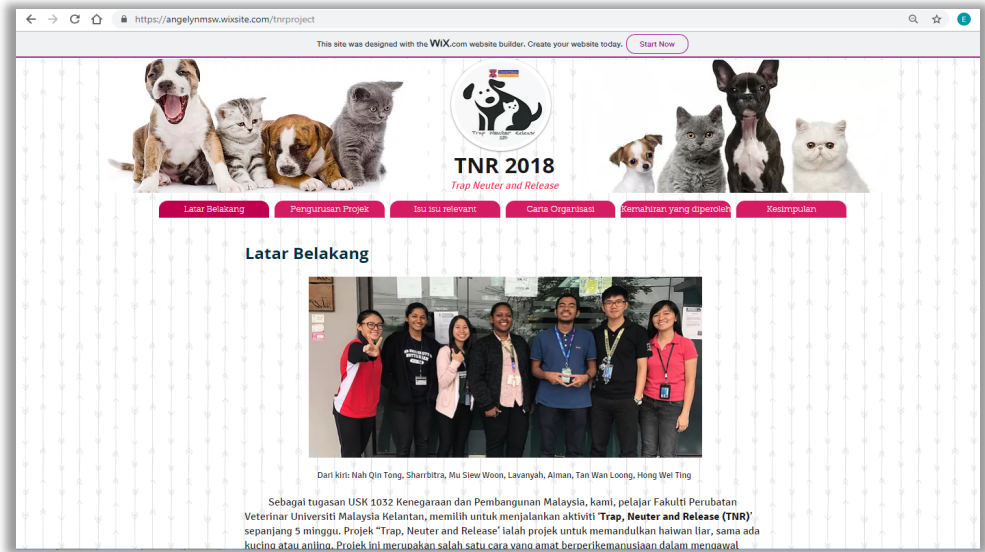 https://angelynmsw.wixsite.com/tnrproject
E
This site was designed with the WiX.com website builder. Create your website today. Start Now
Trap Neuter Release
TNR 2018
Trap Neuter and Release
Latar Belakang Pengurusan Projek Isu isu relevant Carta Organisasi Kemahiran yang diperoleh Kesimpulan
Latar Belakang
Dari kiri: Nah Qin Tong, Sharrbitra, Mu Siew Woon, Lavanyah, Aiman, Tan Wan Loong, Hong Wei Ting
Sebagai tugasan USK 1032 Kenegaraan dan Pembangunan Malaysia, kami, pelajar Fakulti Perubatan
Veterinar Universiti Malaysia Kelantan, memilih untuk menjalankan aktiviti 'Trap, Neuter and Release (TNR)'
sepanjang 5 minggu. Projek "Trap, Neuter and Release' ialah projek untuk memandulkan haiwan liar, sama ada
kucing atau anjing. Projek ini merupakan salah satu cara yang amat berperikemanusiaan dalam mengawal